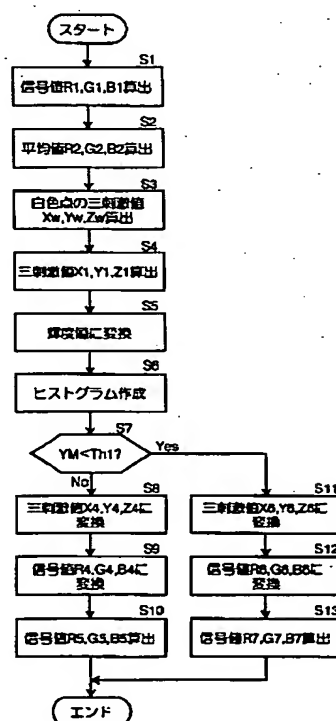 スタート
S1
信号値R1,G1,B1算出
S2
平均値R2,G2,B2算出
S3
白色点の三刺激値
Xw,Yw,Zw算出
S4
三刺激値X1,Y1,Z1算出
S5
輝度値に変換
S6
ヒストグラム作成
S7
YM<Th1?
Yes
No
S8
三刺激値X4,Y4,Z4に
変換
S9
信号値R4,G4,B4に
変換
S10
信号値R5,G5,B5算出
S11
三刺激値X6,Y6,Z6に
変換
S12
信号値R6,G6,B6に
変換
S13
信号値R7,G7,B7算出
エンド